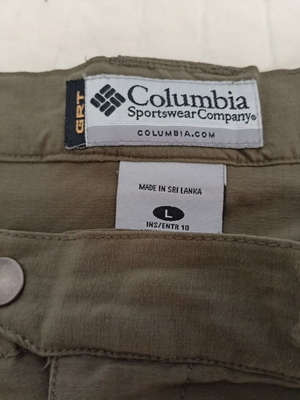 GRT
Columbia
Sportswear Company®
COLUMBIA.COM
MADE IN SRI LANKA
L
INS/ENTR 10